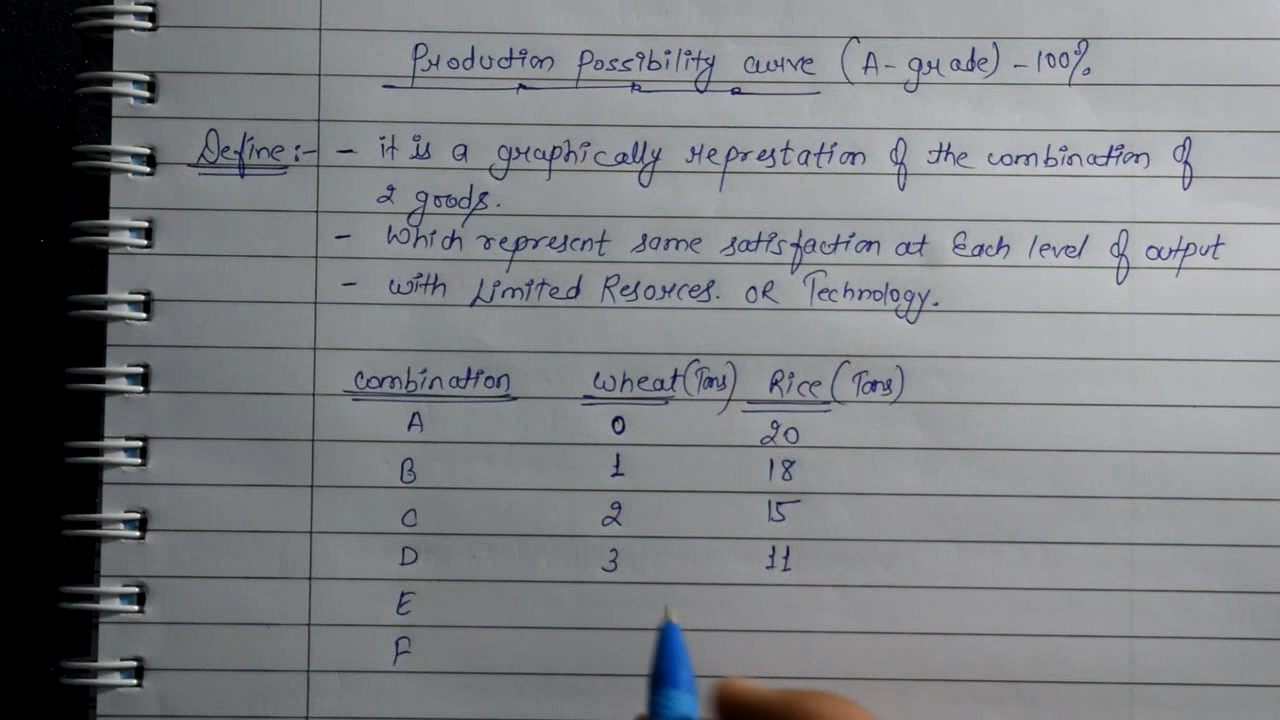 Production Possibility curve (A-grade) - 100%
Define:- - it is a graphically represtation of the combination of
2 goods.
- Which represent same satisfaction at Each level of output
- with Limited Resorces. OR Technology.
Combination Wheat (Tons) Rice (Tons)
A 0 20
B 1 18
C 2 15
D 3 11
E
F